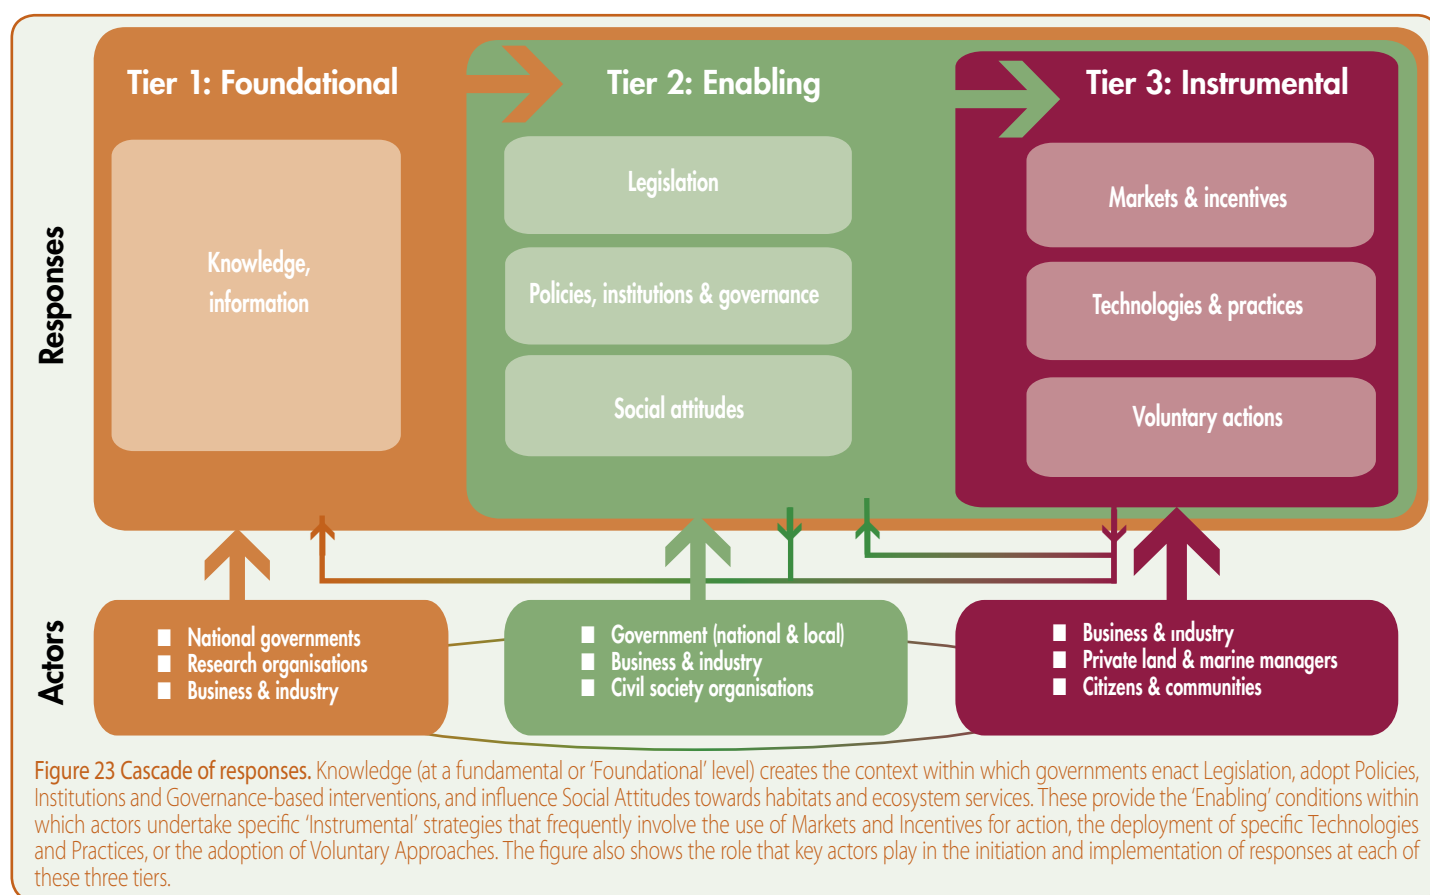 Tier 1: Foundational
Tier 2: Enabling
Tier 3: Instrumental
Responses
Knowledge,
information
Legislation
Policies, institutions & governance
Social attitudes
Markets & incentives
Technologies & practices
Voluntary actions
Actors
■ National governments
■ Research organisations
■ Business & industry
■ Government (national & local)
■ Business & industry
■ Civil society organisations
■ Business & industry
■ Private land & marine managers
■ Citizens & communities
Figure 23 Cascade of responses. Knowledge (at a fundamental or ‘Foundational’ level) creates the context within which governments enact Legislation, adopt Policies,
Institutions and Governance-based interventions, and influence Social Attitudes towards habitats and ecosystem services. These provide the ‘Enabling’ conditions within
which actors undertake specific ‘Instrumental’ strategies that frequently involve the use of Markets and Incentives for action, the deployment of specific Technologies
and Practices, or the adoption of Voluntary Approaches. The figure also shows the role that key actors play in the initiation and implementation of responses at each of
these three tiers.